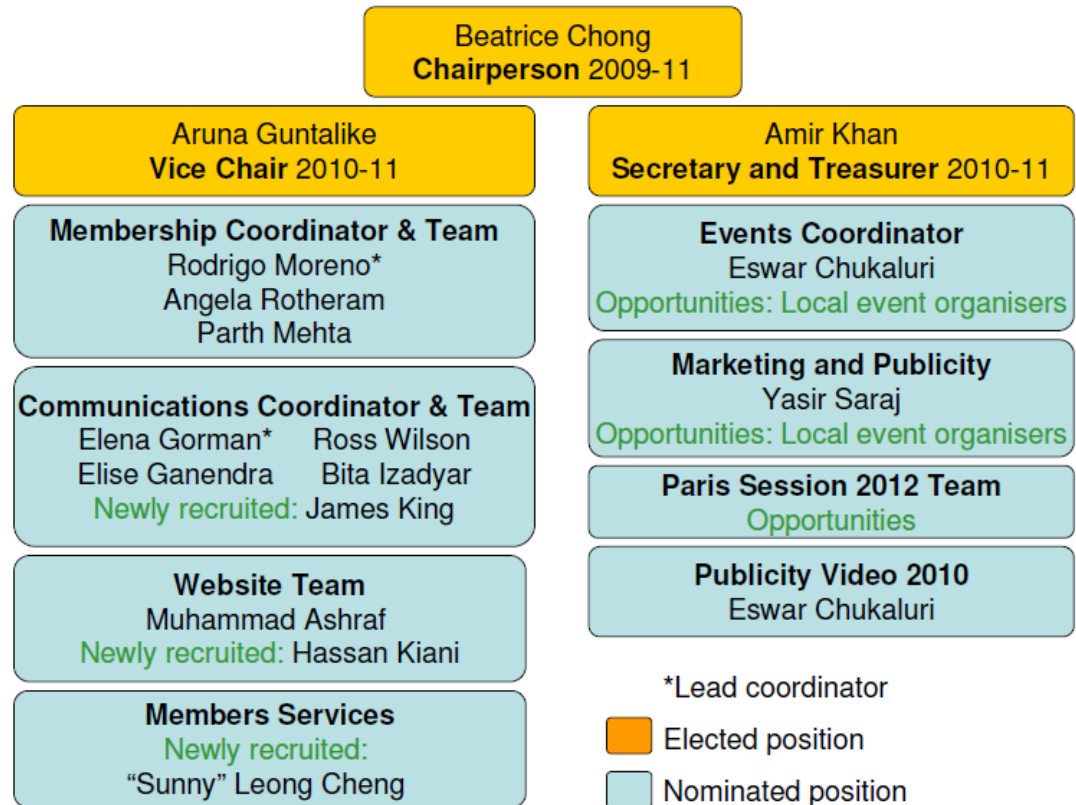 Beatrice Chong
Chairperson 2009-11
Aruna Guntalike
Vice Chair 2010-11
Membership Coordinator & Team
Rodrigo Moreno*
Angela Rotheram
Parth Mehta
Communications Coordinator & Team
Elena Gorman* Ross Wilson
Elise Ganendra Bita Izadyar
Newly recruited: James King
Website Team
Muhammad Ashraf
Newly recruited: Hassan Kiani
Members Services
Newly recruited:
“Sunny” Leong Cheng
Amir Khan
Secretary and Treasurer 2010-11
Events Coordinator
Eswar Chukaluri
Opportunities: Local event organisers
Marketing and Publicity
Yasir Saraj
Opportunities: Local event organisers
Paris Session 2012 Team
Opportunities
Publicity Video 2010
Eswar Chukaluri
*Lead coordinator
Elected position
Nominated position